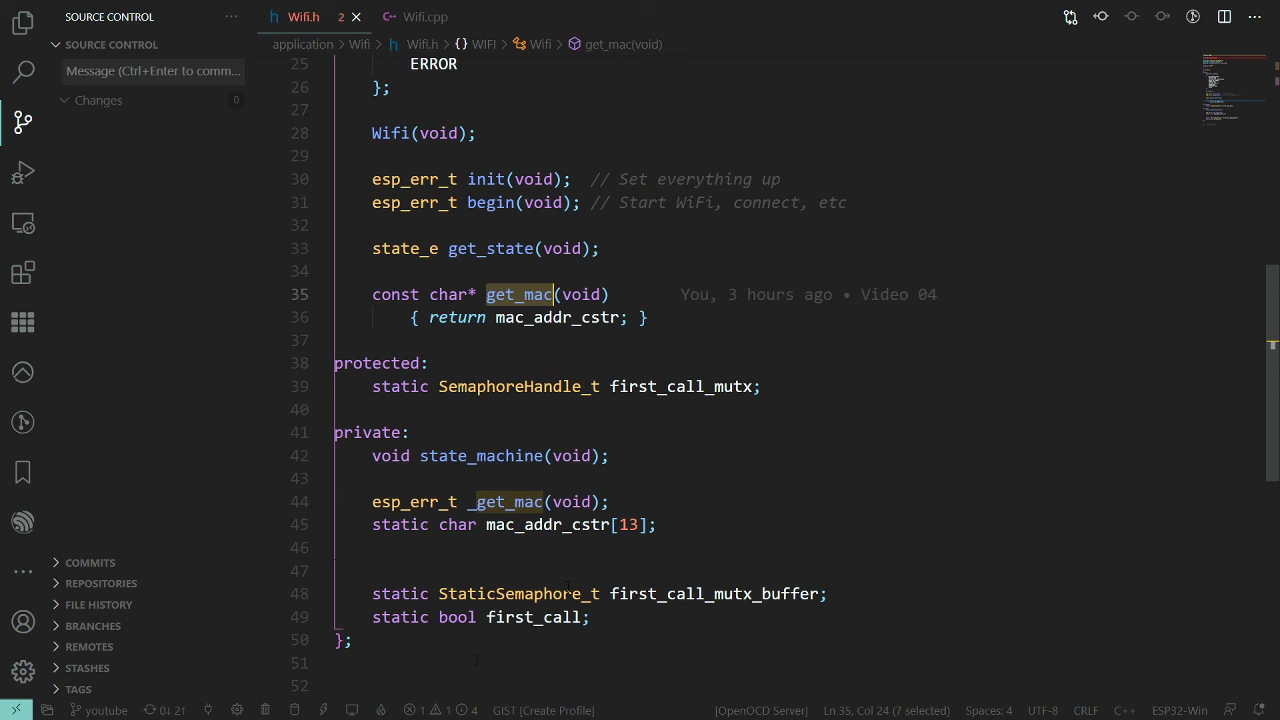 SOURCE CONTROL ...
Wifi.h 2
Wifi.cpp
SOURCE CONTROL
Message (Ctrl+Enter to comm...
Changes 0
application > Wifi > h Wifi.h > {} WIFI > Wifi > get_mac(void)
25 ERROR
26 };
27
28 Wifi(void);
29
30 esp_err_t init(void); // Set everything up
31 esp_err_t begin(void); // Start WiFi, connect, etc
32
33 state_e get_state(void);
34
35 const char* get_mac(void) You, 3 hours ago • Video 04
36 { return mac_addr_cstr; }
37
38 protected:
39 static SemaphoreHandle_t first_call_mutx;
40
41 private:
42 void state_machine(void);
43
44 esp_err_t _get_mac(void);
45 static char mac_addr_cstr[13];
46
47
48 static StaticSemaphore_t first_call_mutx_buffer;
49 static bool first_call;
50 };
51
52
COMMITS
REPOSITORIES
FILE HISTORY
BRANCHES
REMOTES
STASHES
TAGS
youtube 0↓ 2↑ 1 1 4 GIST [Create Profile] [OpenOCD Server] Ln 35, Col 24 (7 selected) Spaces: 4 UTF-8 CRLF C++ ESP32-Win